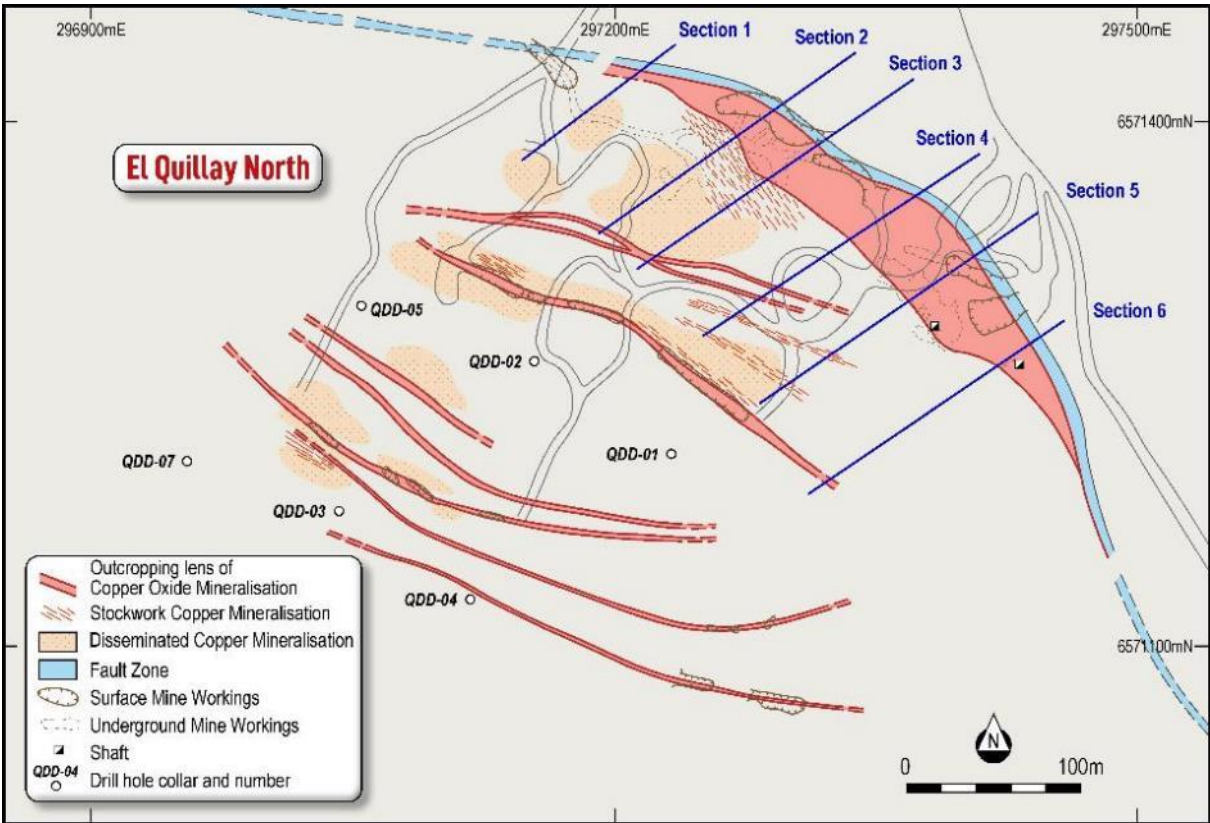 296900mE
297200mE
297500mE
Section 1
Section 2
Section 3
6571400mN
Section 4
El Quillay North
Section 5
QDD-05
Section 6
QDD-02
QDD-01
QDD-07
QDD-03
QDD-04
6571100mN
Outcropping lens of
Copper Oxide Mineralisation
Stockwork Copper Mineralisation
Disseminated Copper Mineralisation
Fault Zone
Surface Mine Workings
Underground Mine Workings
Shaft
QDD-04
Drill hole collar and number
N
0
100m